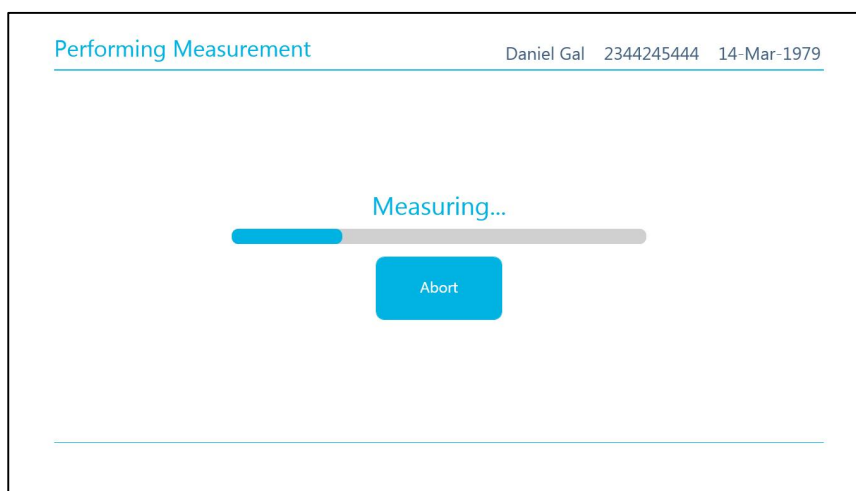 Performing Measurement Daniel Gal 2344245444 14-Mar-1979
Measuring...
Abort